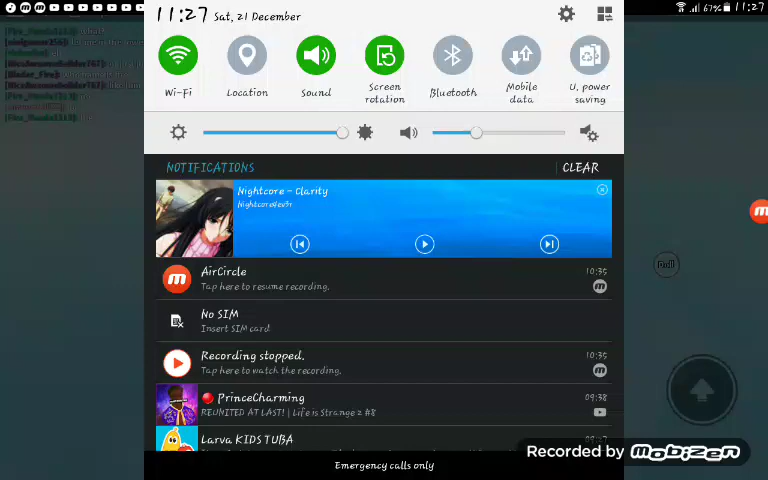 11:27 Sat, 21 December
67% 11:27
Wi-Fi
Location
Sound
Screen
rotation
Bluetooth
Mobile
data
U. power
saving
NOTIFICATIONS
CLEAR
Nightcore - Clarity
NightcoreFev3r
AirCircle
10:35
Tap here to resume recording.
No SIM
Insert SIM card
Recording stopped.
10:35
Tap here to watch the recording.
PrinceCharming
09:38
REUNITED AT LAST! | Life is Strange 2 #8
Larva KIDS TUBA
Recorded by mobizen
Emergency calls only
Roll